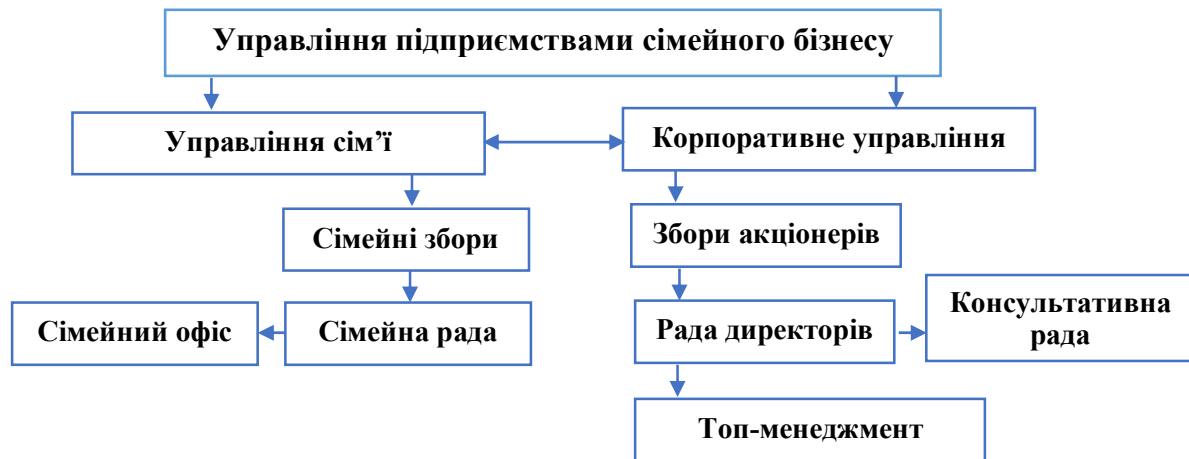 Управління підприємствами сімейного бізнесу
Управління сім’ї
Корпоративне управління
Сімейні збори
Збори акціонерів
Сімейний офіс
Сімейна рада
Рада директорів
Консультативна
рада
Топ-менеджмент